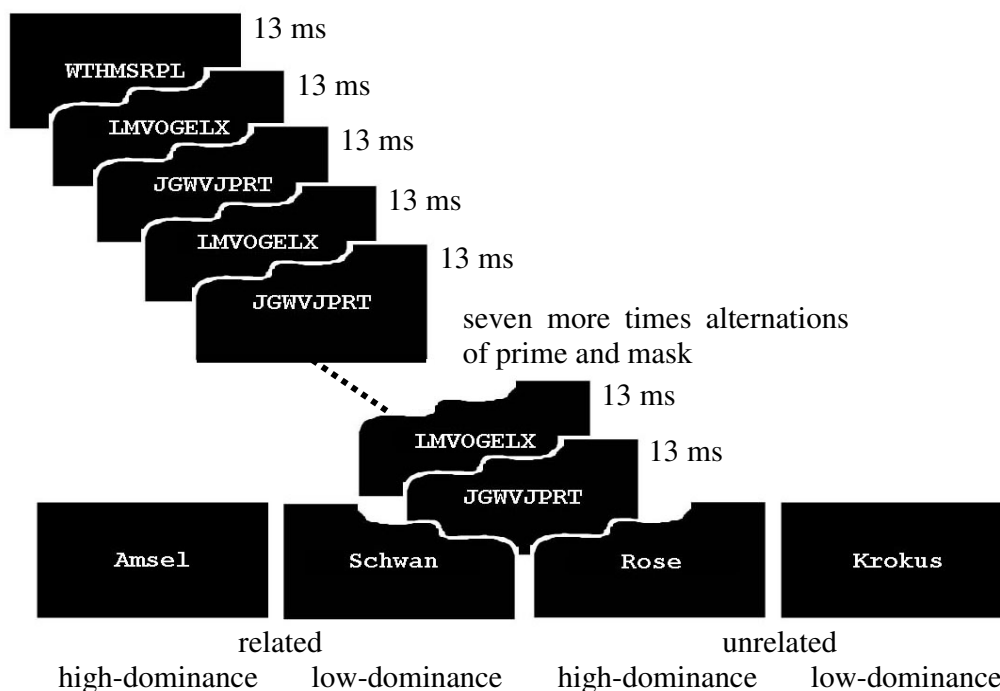 13 ms
WTHMSRPL
13 ms
LMVOGELX
13 ms
JGWVJPRT
13 ms
LMVOGELX
13 ms
JGWVJPRT
seven more times alternations
of prime and mask
13 ms
LMVOGELX
13 ms
JGWVJPRT
Amsel Schwan Rose Krokus
related unrelated
high-dominance low-dominance high-dominance low-dominance